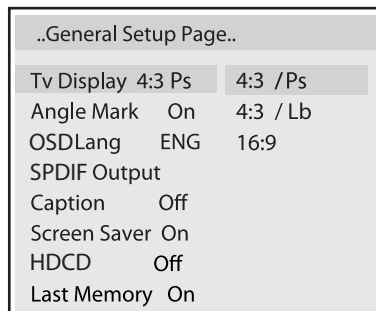 ..General Setup Page..
Tv Display 4:3 Ps 4:3 / Ps
Angle Mark On 4:3 / Lb
OSDLang ENG 16:9
SPDIF Output
Caption Off
Screen Saver On
HDCD Off
Last Memory On